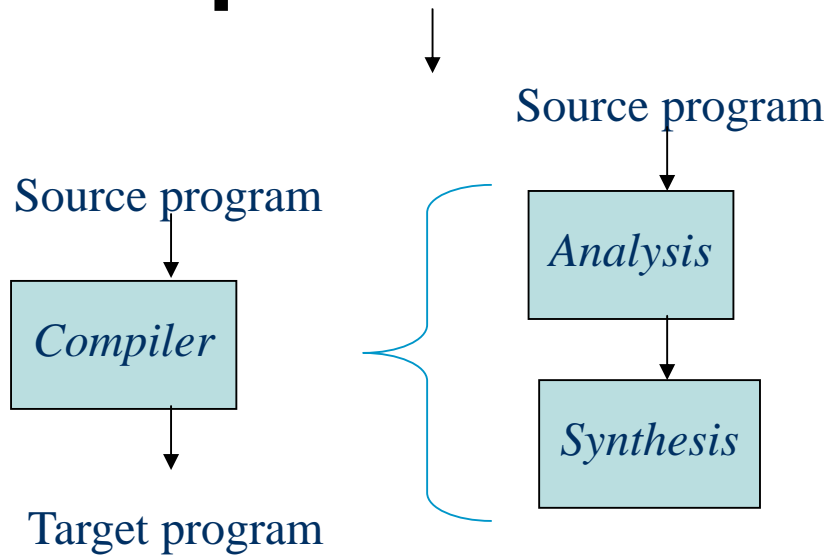 Source program
Compiler
Target program
Source program
Analysis
Synthesis